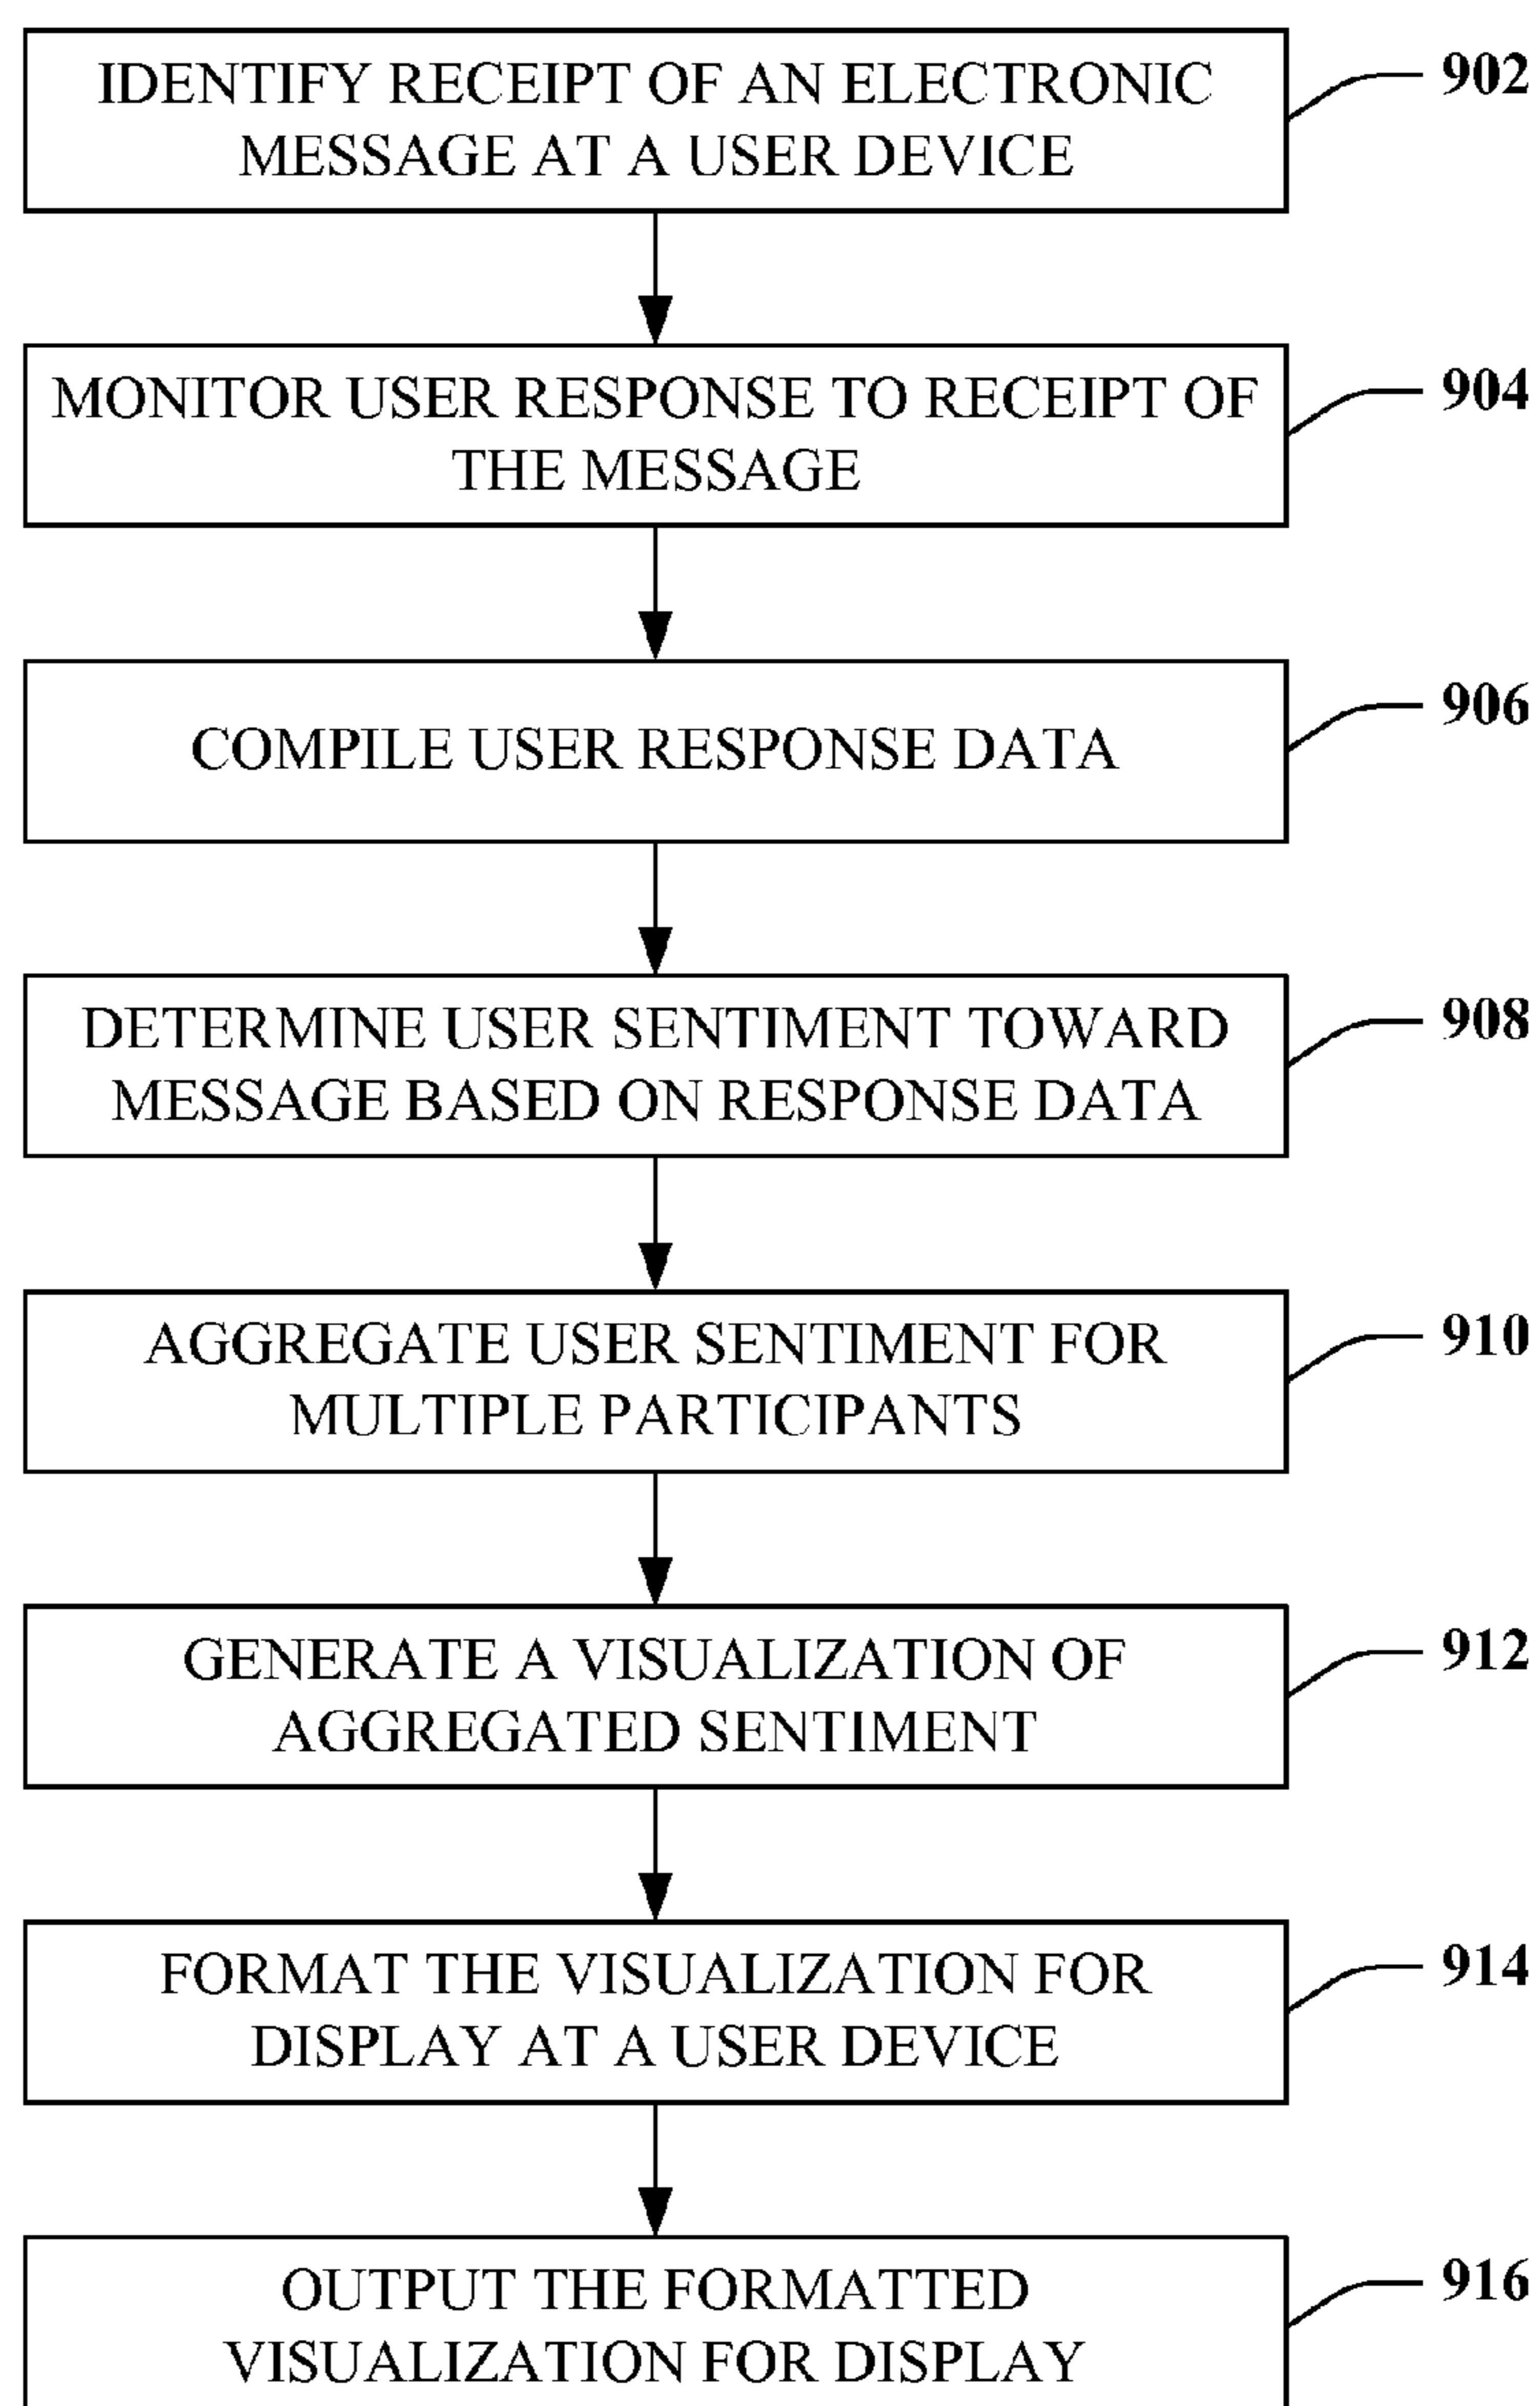 IDENTIFY RECEIPT OF AN ELECTRONIC
MESSAGE AT A USER DEVICE
902
MONITOR USER RESPONSE TO RECEIPT OF
THE MESSAGE
904
COMPILE USER RESPONSE DATA
906
DETERMINE USER SENTIMENT TOWARD
MESSAGE BASED ON RESPONSE DATA
908
AGGREGATE USER SENTIMENT FOR
MULTIPLE PARTICIPANTS
910
GENERATE A VISUALIZATION OF
AGGREGATED SENTIMENT
912
FORMAT THE VISUALIZATION FOR
DISPLAY AT A USER DEVICE
914
OUTPUT THE FORMATTED
VISUALIZATION FOR DISPLAY
916